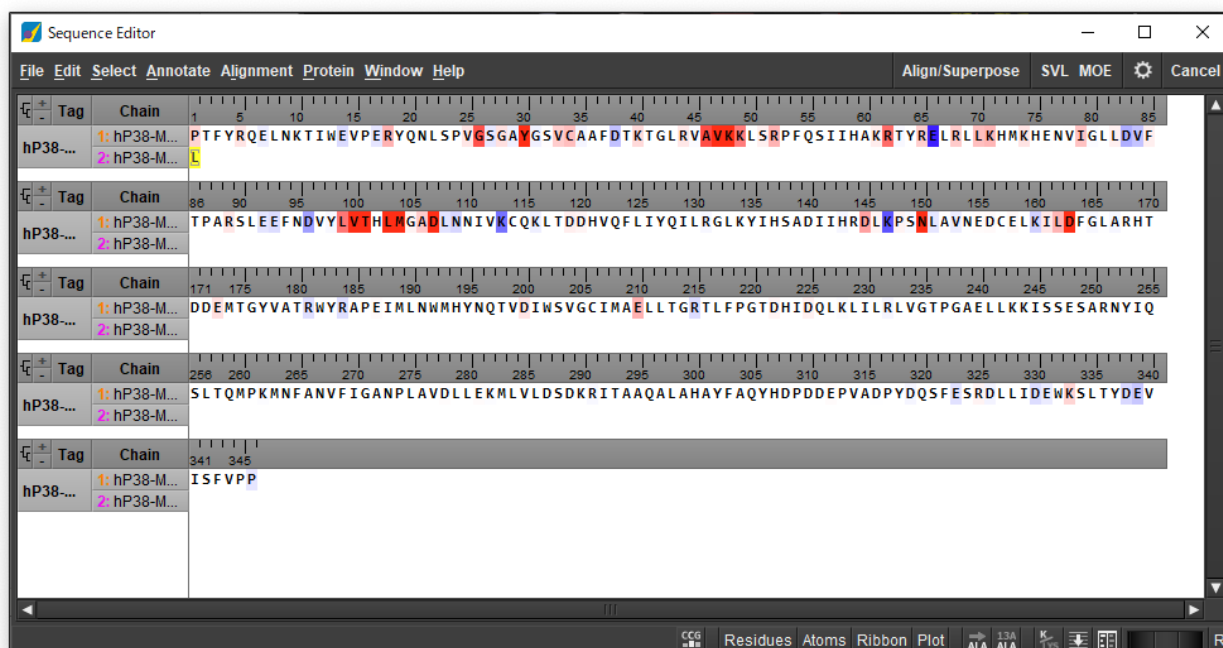 Sequence Editor
File Edit Select Annotate Alignment Protein Window Help Align/Superpose SVL MOE Cancel
Tag Chain 1 5 10 15 20 25 30 35 40 45 50 55 60 65 70 75 80 85
hP38-... 1: hP38-M... PTFYRQELNKTIWEVPERYQNLSPVGSGAYGSVCAAFDTKTGLRVAVKKLSRPFQSIIHAKRTYRELRLLKHMKHENVIGLLDVF
2: hP38-M... L
Tag Chain 86 90 95 100 105 110 115 120 125 130 135 140 145 150 155 160 165 170
hP38-... 1: hP38-M... TPARSLEEFNDVYLVTHLMGADLNNIVKCQKLTDDHVQFLIYQILRGLKYIHSADIIHRDLKPSNLAVNEDCELKILDFGLARHT
2: hP38-M...
Tag Chain 171 175 180 185 190 195 200 205 210 215 220 225 230 235 240 245 250 255
hP38-... 1: hP38-M... DDEMTGYVATRWYRAPEIMLNWMHYNQTVDIWSVGCIMAELLTGRTLFPGTDHIDQLKLILRLVGTPGAELLKKISSESARNYIQ
2: hP38-M...
Tag Chain 256 260 265 270 275 280 285 290 295 300 305 310 315 320 325 330 335 340
hP38-... 1: hP38-M... SLTQMPKMNFANVFIGANPLAVDLLEKMLVLDSDKRITAAQALAHAYFAQYHDPDDEPVADPYDQSFESRDLLIDEWKSLTYDEV
2: hP38-M...
Tag Chain 341 345
hP38-... 1: hP38-M... ISFVPP
2: hP38-M...
CCG Residues Atoms Ribbon Plot ALA 13A ALA